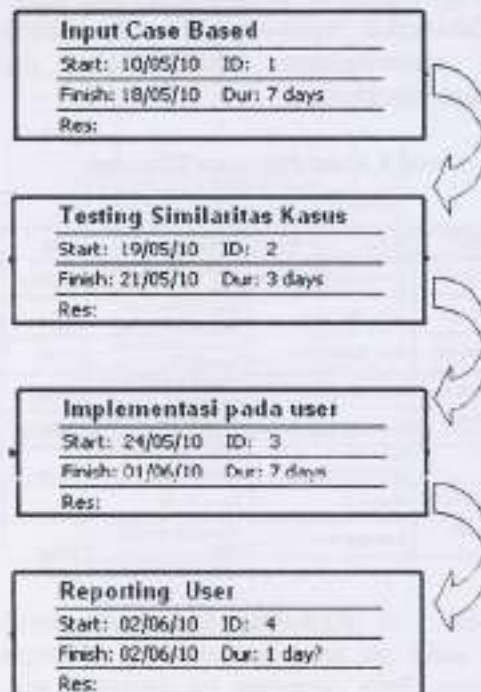 Input Case Based
Start: 10/05/10 ID: 1
Finish: 18/05/10 Dur: 7 days
Res:
Testing Similaritas Kasus
Start: 19/05/10 ID: 2
Finish: 21/05/10 Dur: 3 days
Res:
Implementasi pada user
Start: 24/05/10 ID: 3
Finish: 01/06/10 Dur: 7 days
Res:
Reporting User
Start: 02/06/10 ID: 4
Finish: 02/06/10 Dur: 1 day?
Res: